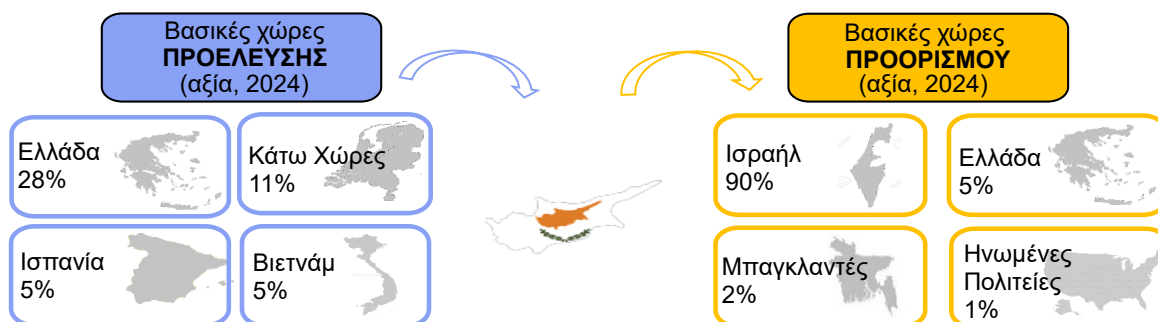 Βασικές χώρες
ΠΡΟΕΛΕΥΣΗΣ
(αξία, 2024)
Βασικές χώρες
ΠΡΟΟΡΙΣΜΟΥ
(αξία, 2024)
Ελλάδα
28%
Κάτω Χώρες
11%
Ισραήλ
90%
Ελλάδα
5%
Ισπανία
5%
Βιετνάμ
5%
Μπαγκλαντές
2%
Ηνωμένες
Πολιτείες
1%